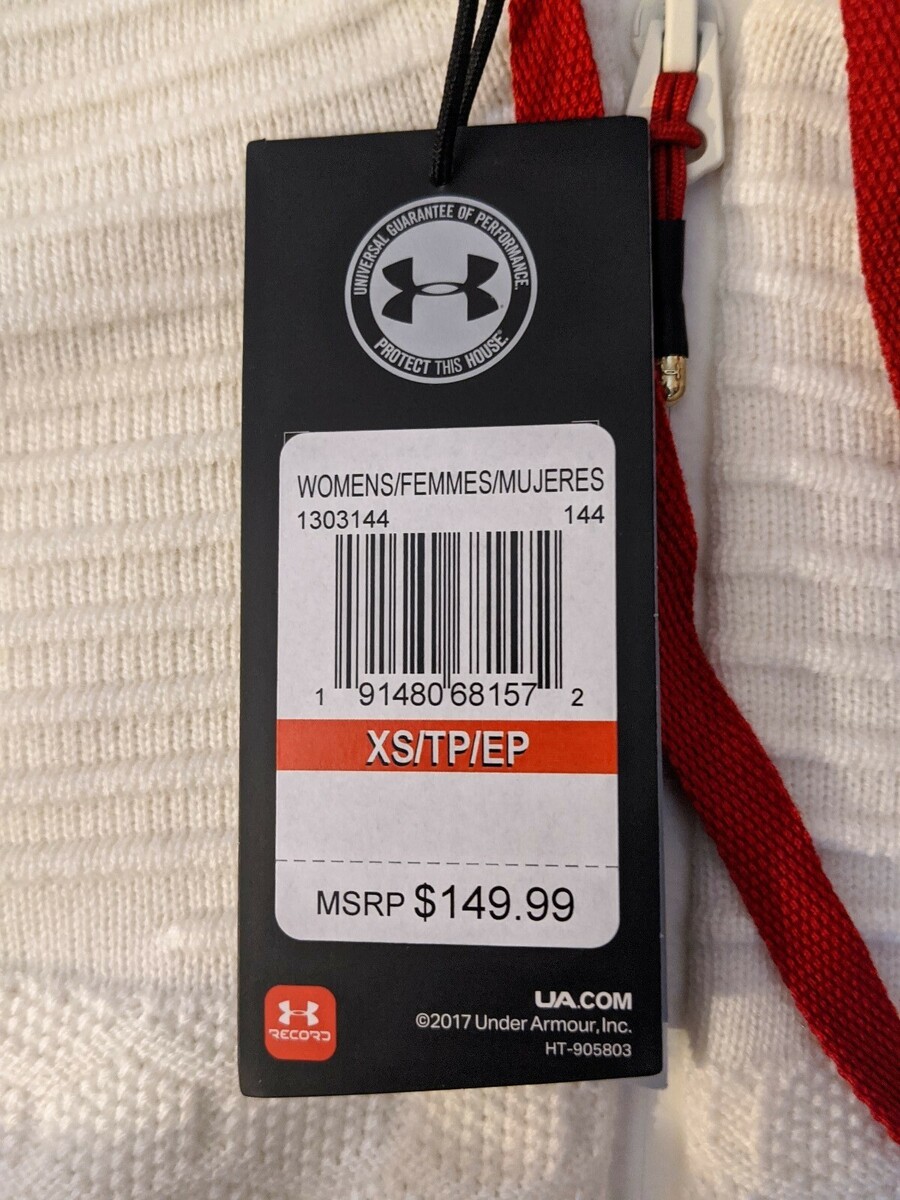 UNIVERSAL GUARANTEE OF PERFORMANCE.
PROTECT THIS HOUSE®
WOMENS/FEMMES/MUJERES
1303144 144
1 91480 68157 2
XS/TP/EP
MSRP $149.99
RECORD
UA.COM
©2017 Under Armour, Inc.
HT-905803